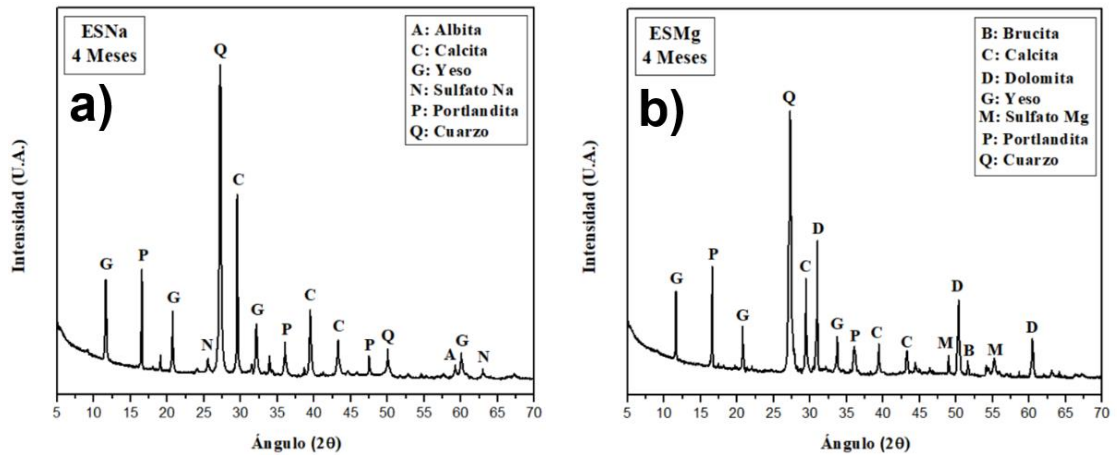 ESNa
4 Meses
a)
A: Albita
C: Calcita
G: Yeso
N: Sulfato Na
P: Portlandita
Q: Cuarzo
G
P
G
N
Q
C
G
P
C
C
P
Q
A
G
N
Intensidad (U.A.)
5 10 15 20 25 30 35 40 45 50 55 60 65 70
Ángulo (2θ)
ESMg
4 Meses
b)
B: Brucita
C: Calcita
D: Dolomita
G: Yeso
M: Sulfato Mg
P: Portlandita
Q: Cuarzo
G
P
G
Q
C
D
G
P
C
C
M
D
B
M
D
Intensidad (U.A.)
5 10 15 20 25 30 35 40 45 50 55 60 65 70
Ángulo (2θ)